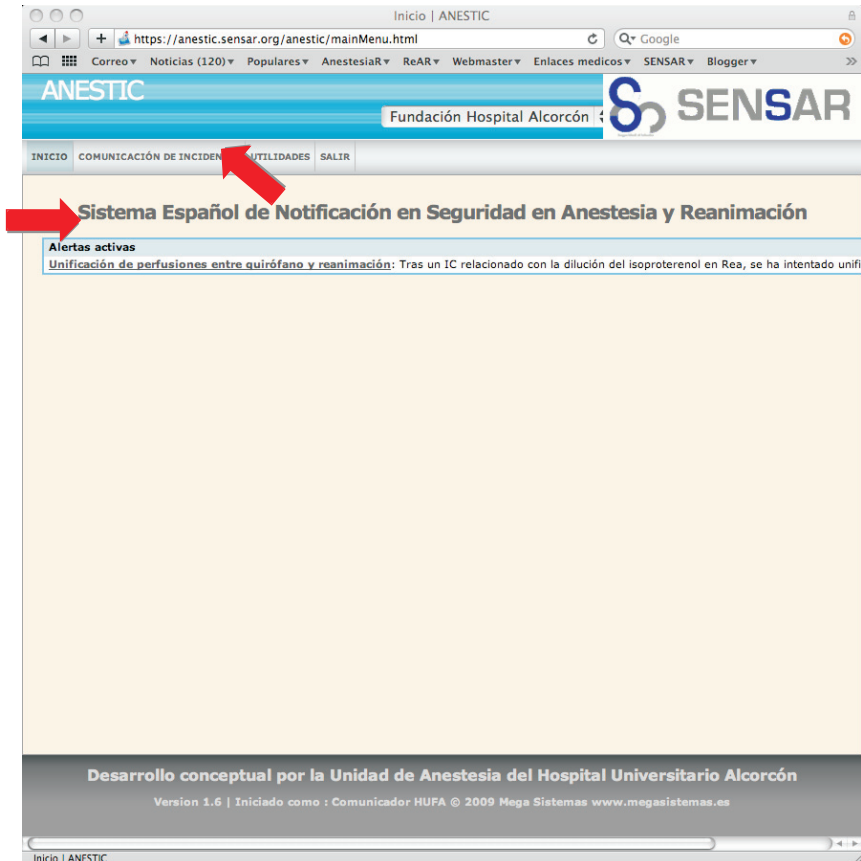 Inicio | ANESTIC
https://anestic.sensar.org/anestic/mainMenu.html
Google
Correo Noticias (120) Populares AnestesiaR ReAR Webmaster Enlaces medicos SENSAR Blogger
ANESTIC
Fundación Hospital Alcorcón
SENSAR
INICIO COMUNICACIÓN DE UTILIDADES SALIR
Sistema Español de Notificación en Seguridad en Anestesia y Reanimación
Alertas activas
Unificación de perfusiones entre quirófano y reanimación: Tras un IC relacionado con la dilución del isoproterenol en Rea, se ha intentado unifi
Desarrollo conceptual por la Unidad de Anestesia del Hospital Universitario Alcorcón
Version 1.6 | Iniciado como : Comunicador HUFA © 2009 Mega Sistemas www.megasistemas.es
Inicio | ANESTIC